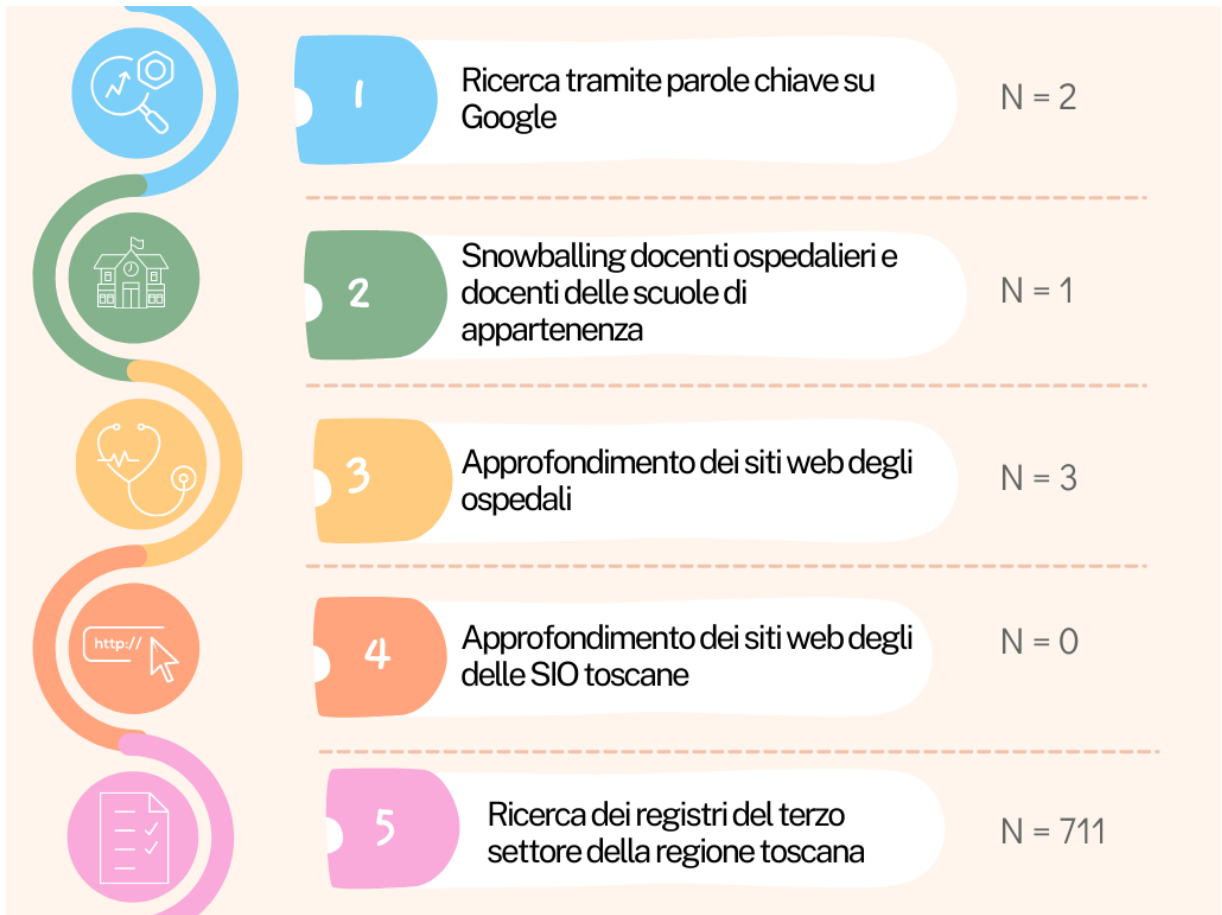 1
Ricerca tramite parole chiave su
Google
N = 2
2
Snowballing docenti ospedalieri e
docenti delle scuole di
appartenenza
N = 1
3
Approfondimento dei siti web degli
ospedali
N = 3
http://
4
Approfondimento dei siti web degli
delle SIO toscane
N = 0
5
Ricerca dei registri del terzo
settore della regione toscana
N = 711